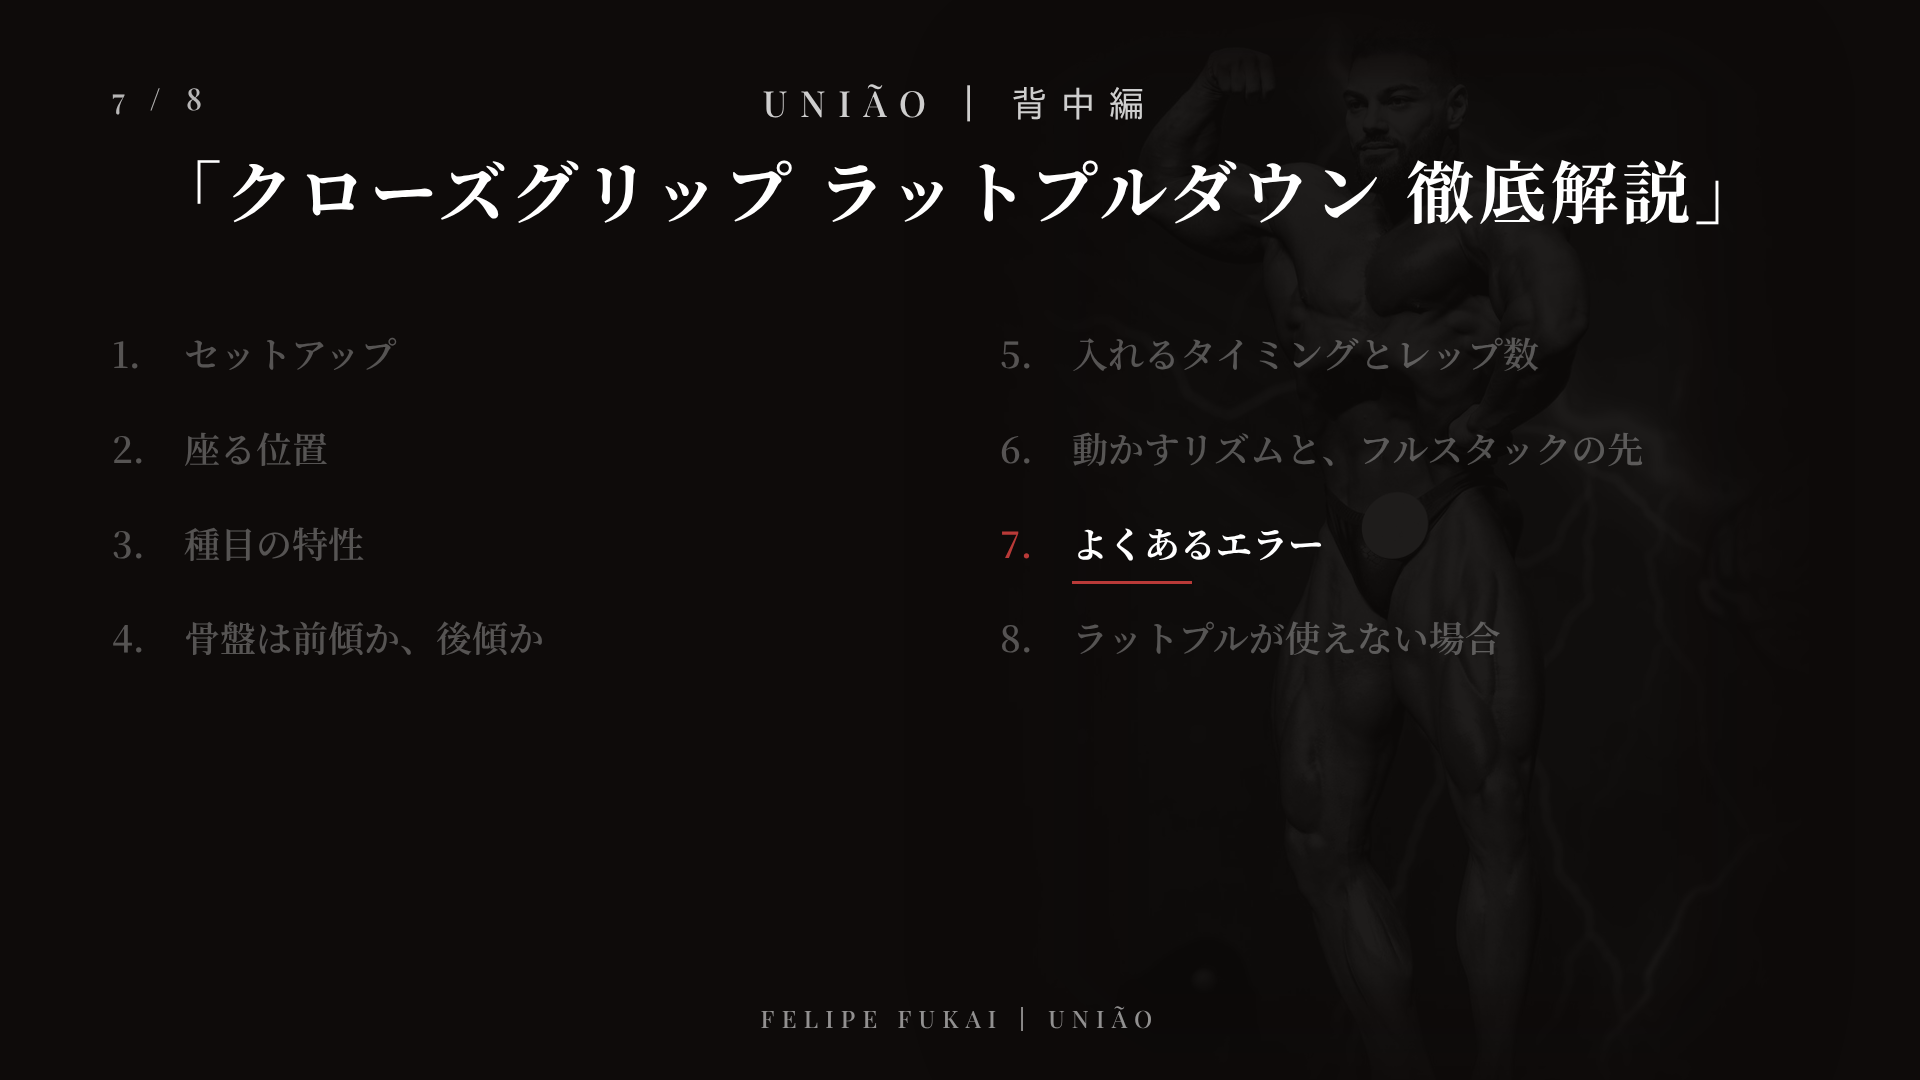 7 / 8
UNIÃO | 背中編
「クローズグリップ ラットプルダウン 徹底解説」
1. セットアップ
2. 座る位置
3. 種目の特性
4. 骨盤は前傾か、後傾か
5. 入れるタイミングとレップ数
6. 動かすリズムと、フルスタックの先
7. よくあるエラー
8. ラットプルが使えない場合
FELIPE FUKAI | UNIÃO